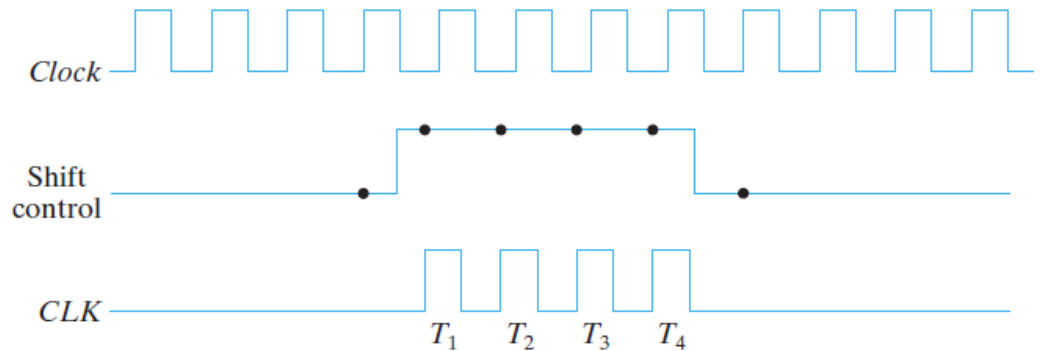 Clock
Shift
control
CLK
T₁ T₂ T₃ T₄